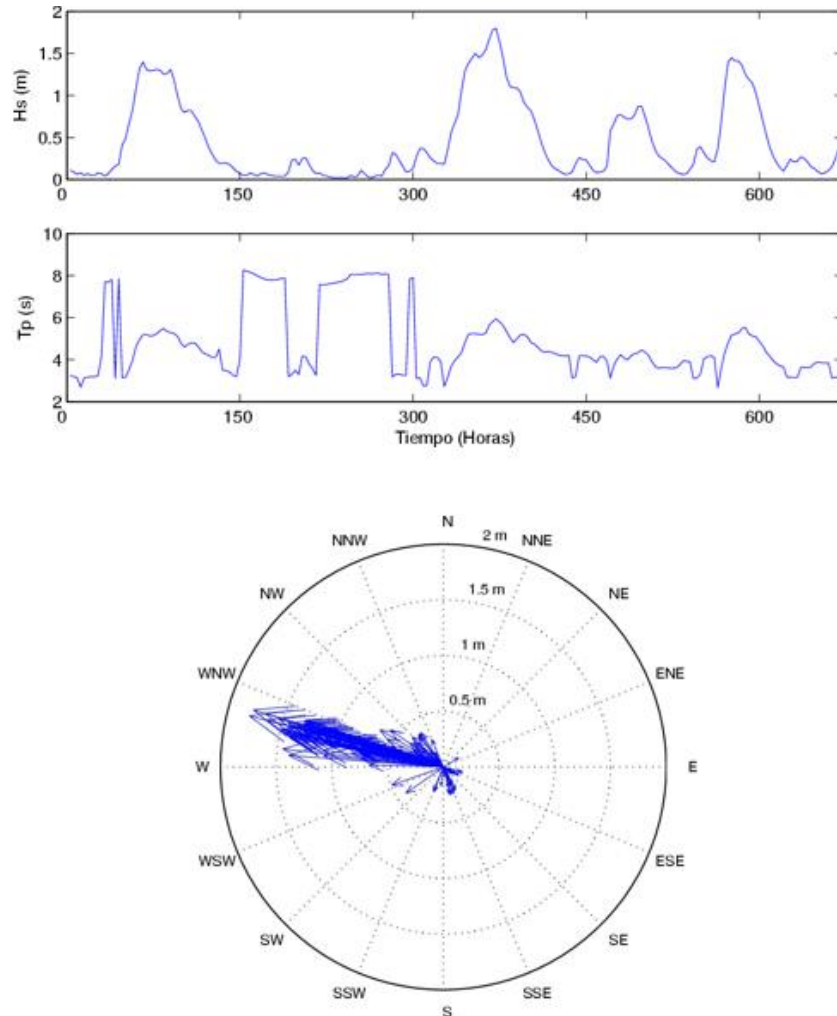 Hs (m)
2
1.5
1
0.5
0
0 150 300 450 600
Tp (s)
10
8
6
4
2
0 150 300 450 600
Tiempo (Horas)
N
NNW 2 m NNE
NW 1.5 m NE
1 m
WNW ENE
0.5 m
W E
WSW ESE
SW SE
SSW SSE
S